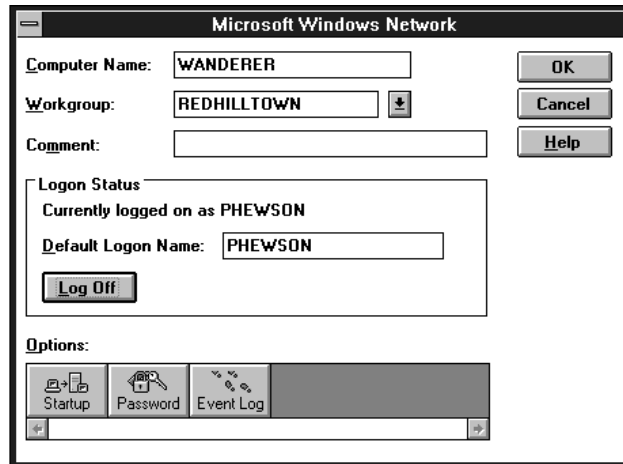 Microsoft Windows Network
Computer Name: WANDERER
OK
Workgroup: REDHILLTOWN
Cancel
Comment:
Help
Logon Status
Currently logged on as PHEWSON
Default Logon Name: PHEWSON
Log Off
Options:
Startup Password Event Log